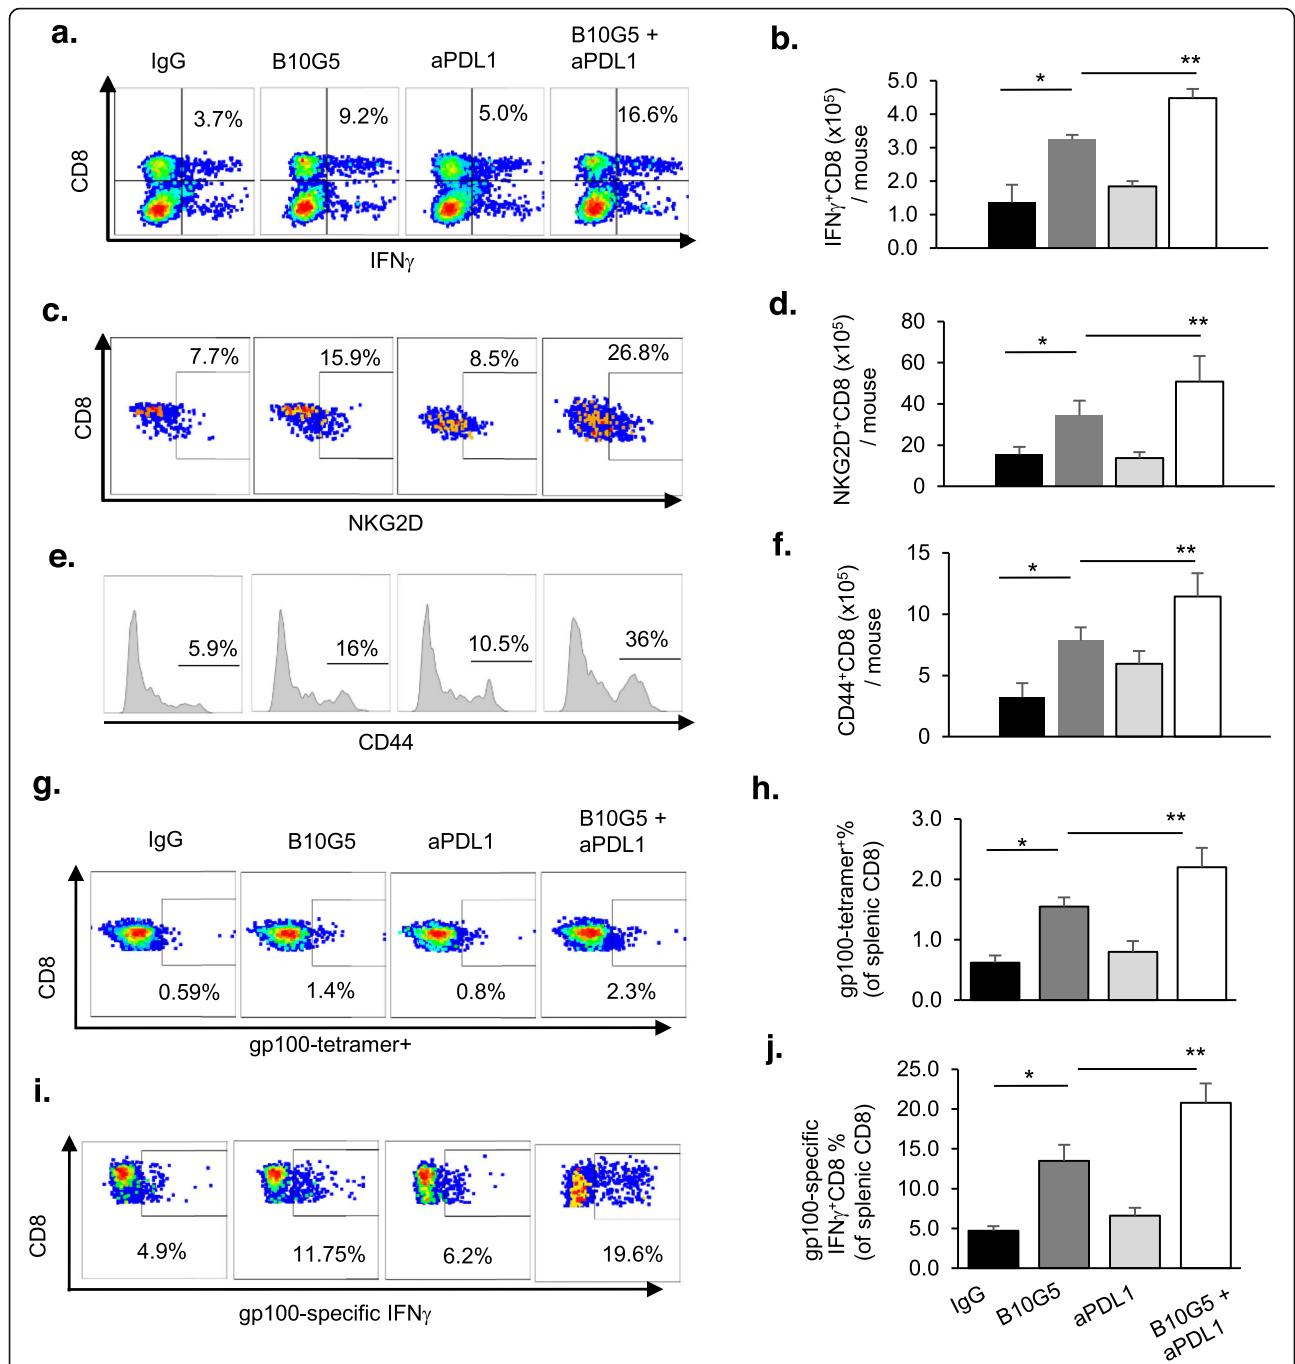 a.
IgG
B10G5
aPDL1
B10G5 +
aPDL1
3.7%
9.2%
5.0%
16.6%
CD8
IFNγ
b.
IFNγ⁺CD8 (x10⁵)
/ mouse
5.0
4.0
3.0
2.0
1.0
0.0
*
**
c.
7.7%
15.9%
8.5%
26.8%
CD8
NKG2D
d.
NKG2D⁺CD8 (x10⁵)
/ mouse
80
60
40
20
0
*
**
e.
5.9%
16%
10.5%
36%
CD44
f.
CD44⁺CD8 (x10⁵)
/ mouse
15
10
5
0
*
**
g.
IgG
B10G5
aPDL1
B10G5 +
aPDL1
0.59%
1.4%
0.8%
2.3%
CD8
gp100-tetramer+
h.
gp100-tetramer⁺%
(of splenic CD8)
3.0
2.0
1.0
0.0
*
**
i.
4.9%
11.75%
6.2%
19.6%
CD8
gp100-specific IFNγ
j.
gp100-specific
IFNγ⁺CD8 %
(of splenic CD8)
25.0
20.0
15.0
10.0
5.0
0.0
*
**
IgG
B10G5
aPDL1
B10G5 +
aPDL1